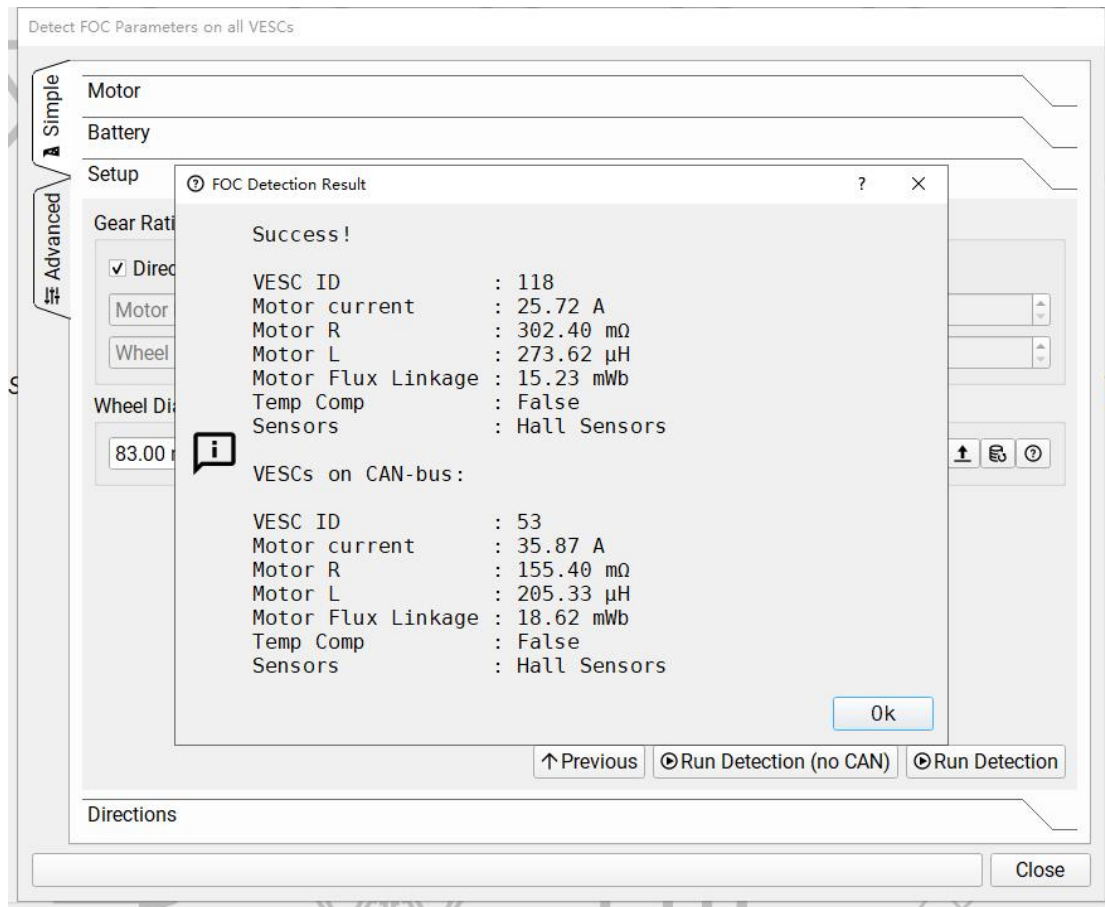 Detect FOC Parameters on all VESCs
Simple
Advanced
Motor
Battery
Setup
FOC Detection Result
?
Gear Rati
Direc
Motor
Wheel
Wheel Dia
83.00
Success!
VESC ID : 118
Motor current : 25.72 A
Motor R : 302.40 mΩ
Motor L : 273.62 µH
Motor Flux Linkage : 15.23 mWb
Temp Comp : False
Sensors : Hall Sensors
VESCs on CAN-bus:
VESC ID : 53
Motor current : 35.87 A
Motor R : 155.40 mΩ
Motor L : 205.33 µH
Motor Flux Linkage : 18.62 mWb
Temp Comp : False
Sensors : Hall Sensors
Ok
Previous
Run Detection (no CAN)
Run Detection
Directions
Close